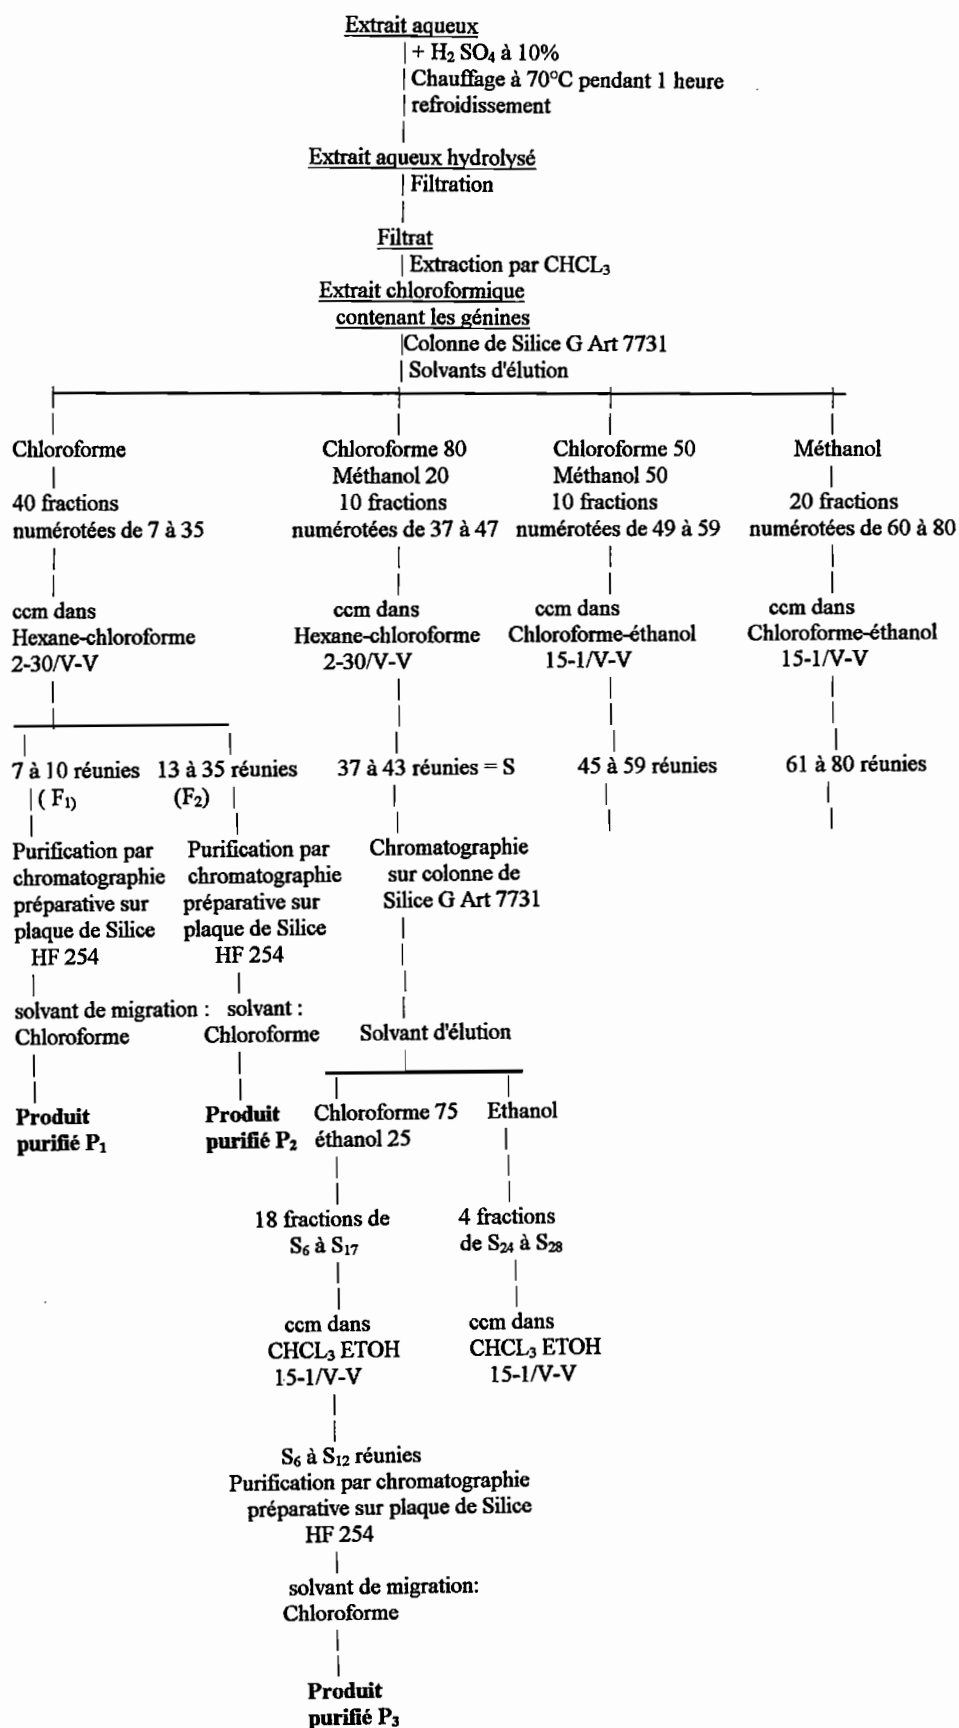 Extrait aqueux
+ H₂ SO₄ à 10%
Chauffage à 70°C pendant 1 heure
refroidissement
Extrait aqueux hydrolysé
Filtration
Filtrat
Extraction par CHCL₃
Extrait chloroformique
contenant les génines
Colonne de Silice G Art 7731
Solvants d'élution
Chloroforme
40 fractions
numérotées de 7 à 35
ccm dans
Hexane-chloroforme
2-30/V-V
Chloroforme 80
Méthanol 20
10 fractions
numérotées de 37 à 47
ccm dans
Hexane-chloroforme
2-30/V-V
Chloroforme 50
Méthanol 50
10 fractions
numérotées de 49 à 59
ccm dans
Chloroforme-éthanol
15-1/V-V
Méthanol
20 fractions
numérotées de 60 à 80
ccm dans
Chloroforme-éthanol
15-1/V-V
7 à 10 réunies
( F₁)
Purification par
chromatographie
préparative sur
plaque de Silice
HF 254
solvant de migration :
Chloroforme
Produit
purifié P₁
13 à 35 réunies
(F₂)
Purification par
chromatographie
préparative sur
plaque de Silice
HF 254
solvant :
Chloroforme
Produit
purifié P₂
37 à 43 réunies = S
Chromatographie
sur colonne de
Silice G Art 7731
Solvant d'élution
45 à 59 réunies
61 à 80 réunies
Chloroforme 75
éthanol 25
18 fractions de
S₆ à S₁₇
ccm dans
CHCL₃ ETOH
15-1/V-V
Ethanol
4 fractions
de S₂₄ à S₂₈
ccm dans
CHCL₃ ETOH
15-1/V-V
S₆ à S₁₂ réunies
Purification par chromatographie
préparative sur plaque de Silice
HF 254
solvant de migration:
Chloroforme
Produit
purifié P₃